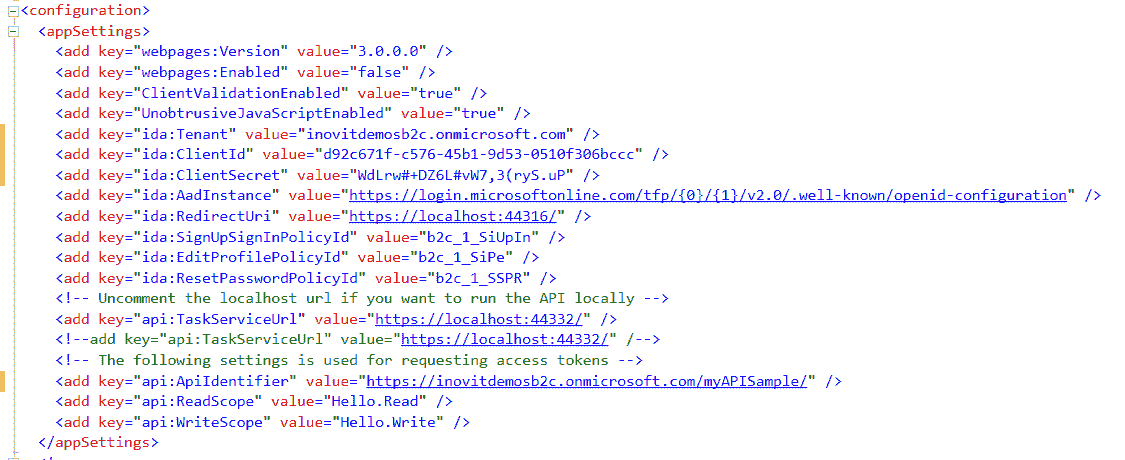 <configuration>
<appSettings>
<add key="webpages:Version" value="3.0.0.0" />
<add key="webpages:Enabled" value="false" />
<add key="ClientValidationEnabled" value="true" />
<add key="UnobtrusiveJavaScriptEnabled" value="true" />
<add key="ida:Tenant" value="inovitdemosb2c.onmicrosoft.com" />
<add key="ida:ClientId" value="d92c671f-c576-45b1-9d53-0510f306bccc" />
<add key="ida:ClientSecret" value="WdLrw#+DZ6L#vW7,3(ryS.uP" />
<add key="ida:AadInstance" value="https://login.microsoftonline.com/tfp/{0}/{1}/v2.0/.well-known/openid-configuration" />
<add key="ida:RedirectUri" value="https://localhost:44316/" />
<add key="ida:SignUpSignInPolicyId" value="b2c_1_SiUpIn" />
<add key="ida:EditProfilePolicyId" value="b2c_1_SiPe" />
<add key="ida:ResetPasswordPolicyId" value="b2c_1_SSPR" />
<!-- Uncomment the localhost url if you want to run the API locally -->
<add key="api:TaskServiceUrl" value="https://localhost:44332/" />
<!--add key="api:TaskServiceUrl" value="https://localhost:44332/" /-->
<!-- The following settings is used for requesting access tokens -->
<add key="api:ApiIdentifier" value="https://inovitdemosb2c.onmicrosoft.com/myAPISample/" />
<add key="api:ReadScope" value="Hello.Read" />
<add key="api:WriteScope" value="Hello.Write" />
</appSettings>